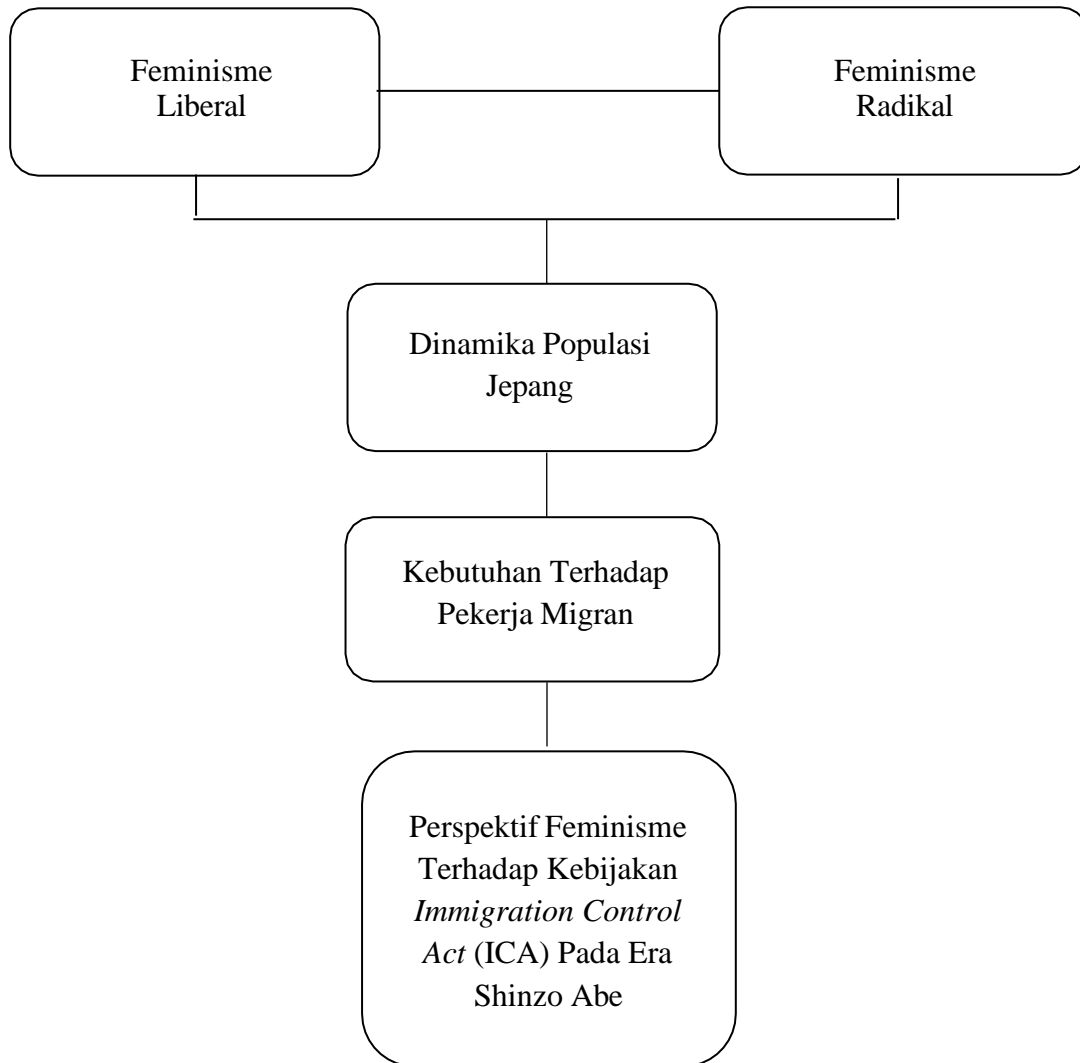 Feminisme
Liberal
Feminisme
Radikal
Dinamika Populasi
Jepang
Kebutuhan Terhadap
Pekerja Migran
Perspektif Feminisme
Terhadap Kebijakan
Immigration Control
Act (ICA) Pada Era
Shinzo Abe